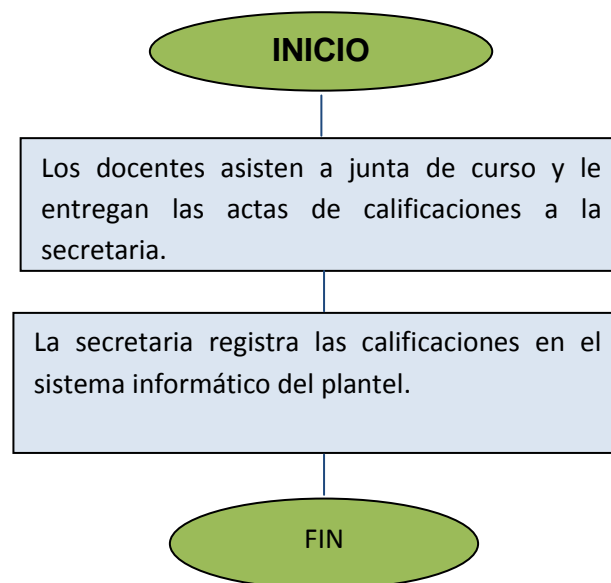 INICIO
Los docentes asisten a junta de curso y le
entregan las actas de calificaciones a la
secretaria.
La secretaria registra las calificaciones en el
sistema informático del plantel.
FIN